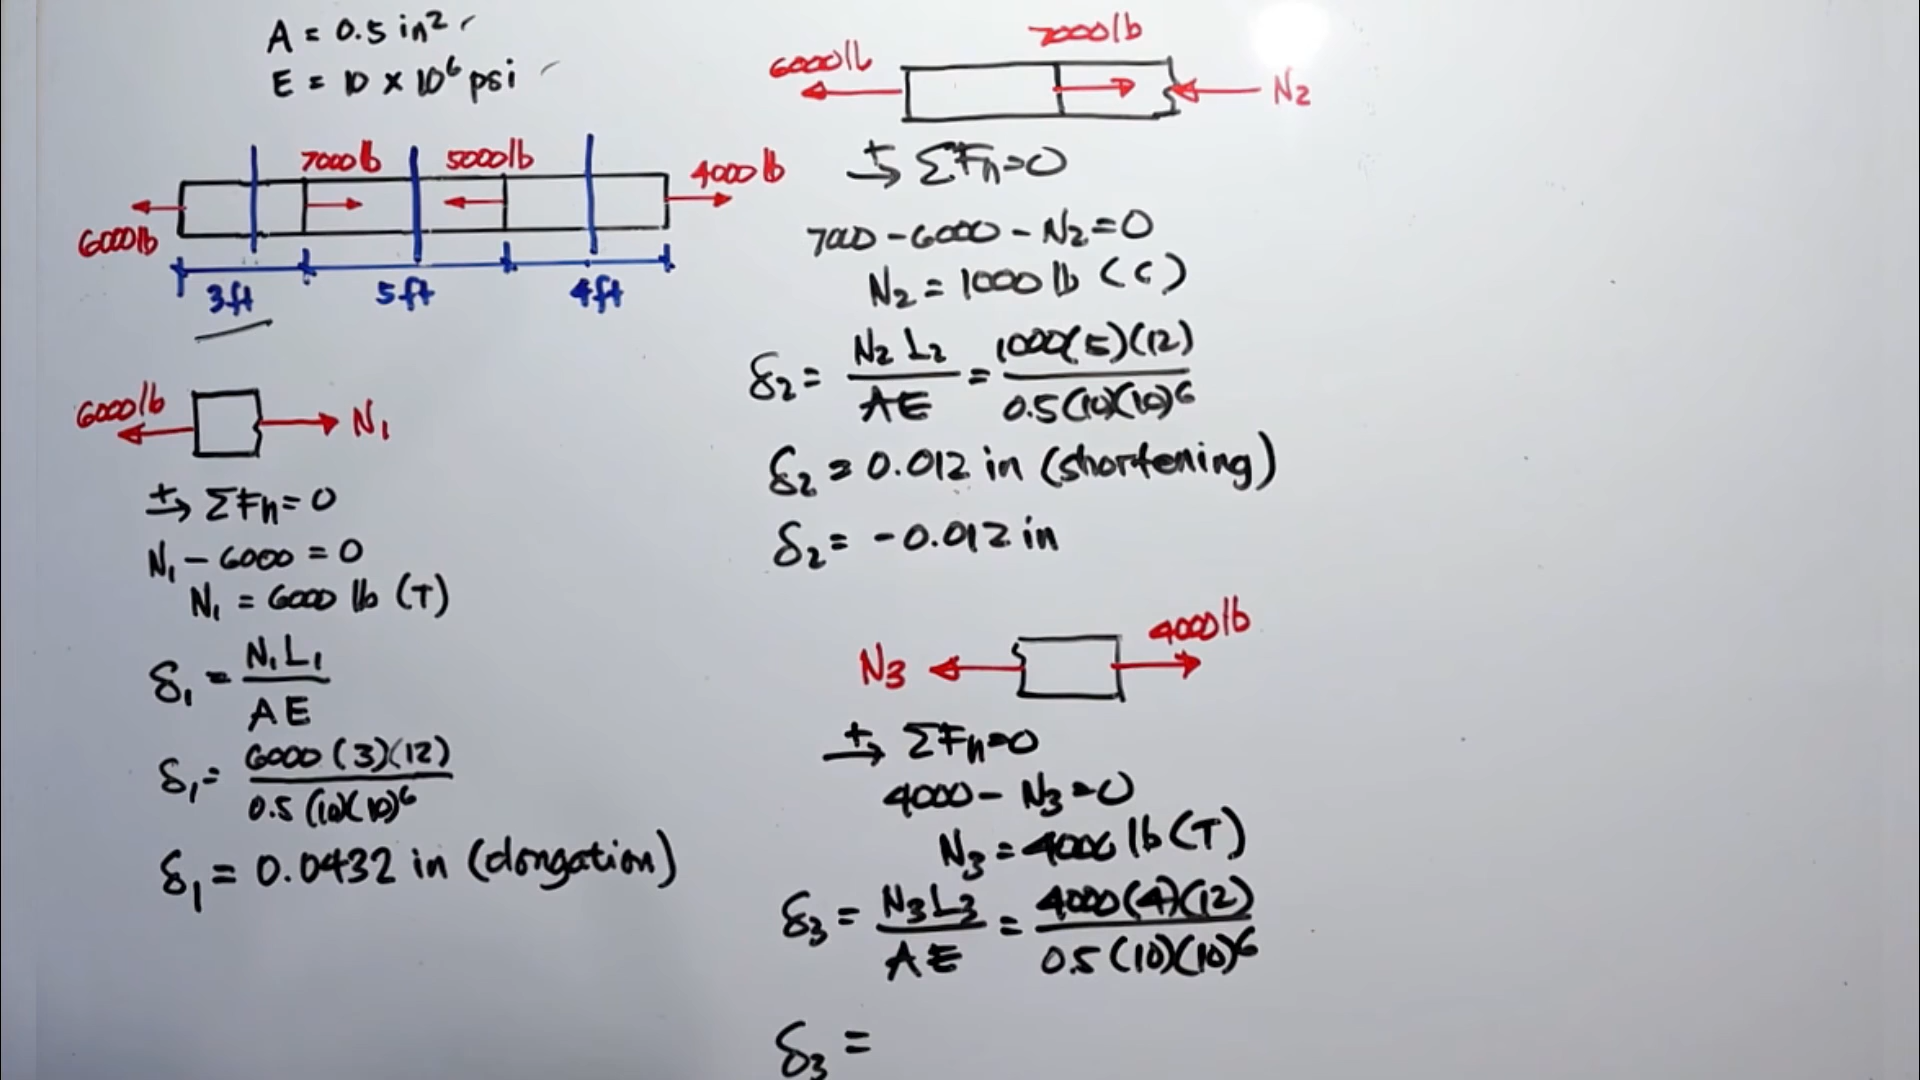 A = 0.5 in²
E = 10 × 10⁶ psi
7000 lb
5000 lb
4000 lb
6000 lb
3 ft
5 ft
4 ft
6000 lb
N₁
+→ ΣFₕ = 0
N₁ - 6000 = 0
N₁ = 6000 lb (T)
δ₁ = N₁L₁ / AE
δ₁ = 6000 (3)(12) / 0.5 (10)(10)⁶
δ₁ = 0.0432 in (elongation)
7000 lb
6000 lb
N₂
+→ ΣFₕ = 0
7000 - 6000 - N₂ = 0
N₂ = 1000 lb (C)
δ₂ = N₂ L₂ / AE = 1000(5)(12) / 0.5(10)(10)⁶
δ₂ = 0.012 in (shortening)
δ₂ = -0.012 in
4000 lb
N₃
+→ ΣFₕ = 0
4000 - N₃ = 0
N₃ = 4000 lb (T)
δ₃ = N₃L₃ / AE = 4000 (4)(12) / 0.5 (10)(10)⁶
δ₃ =